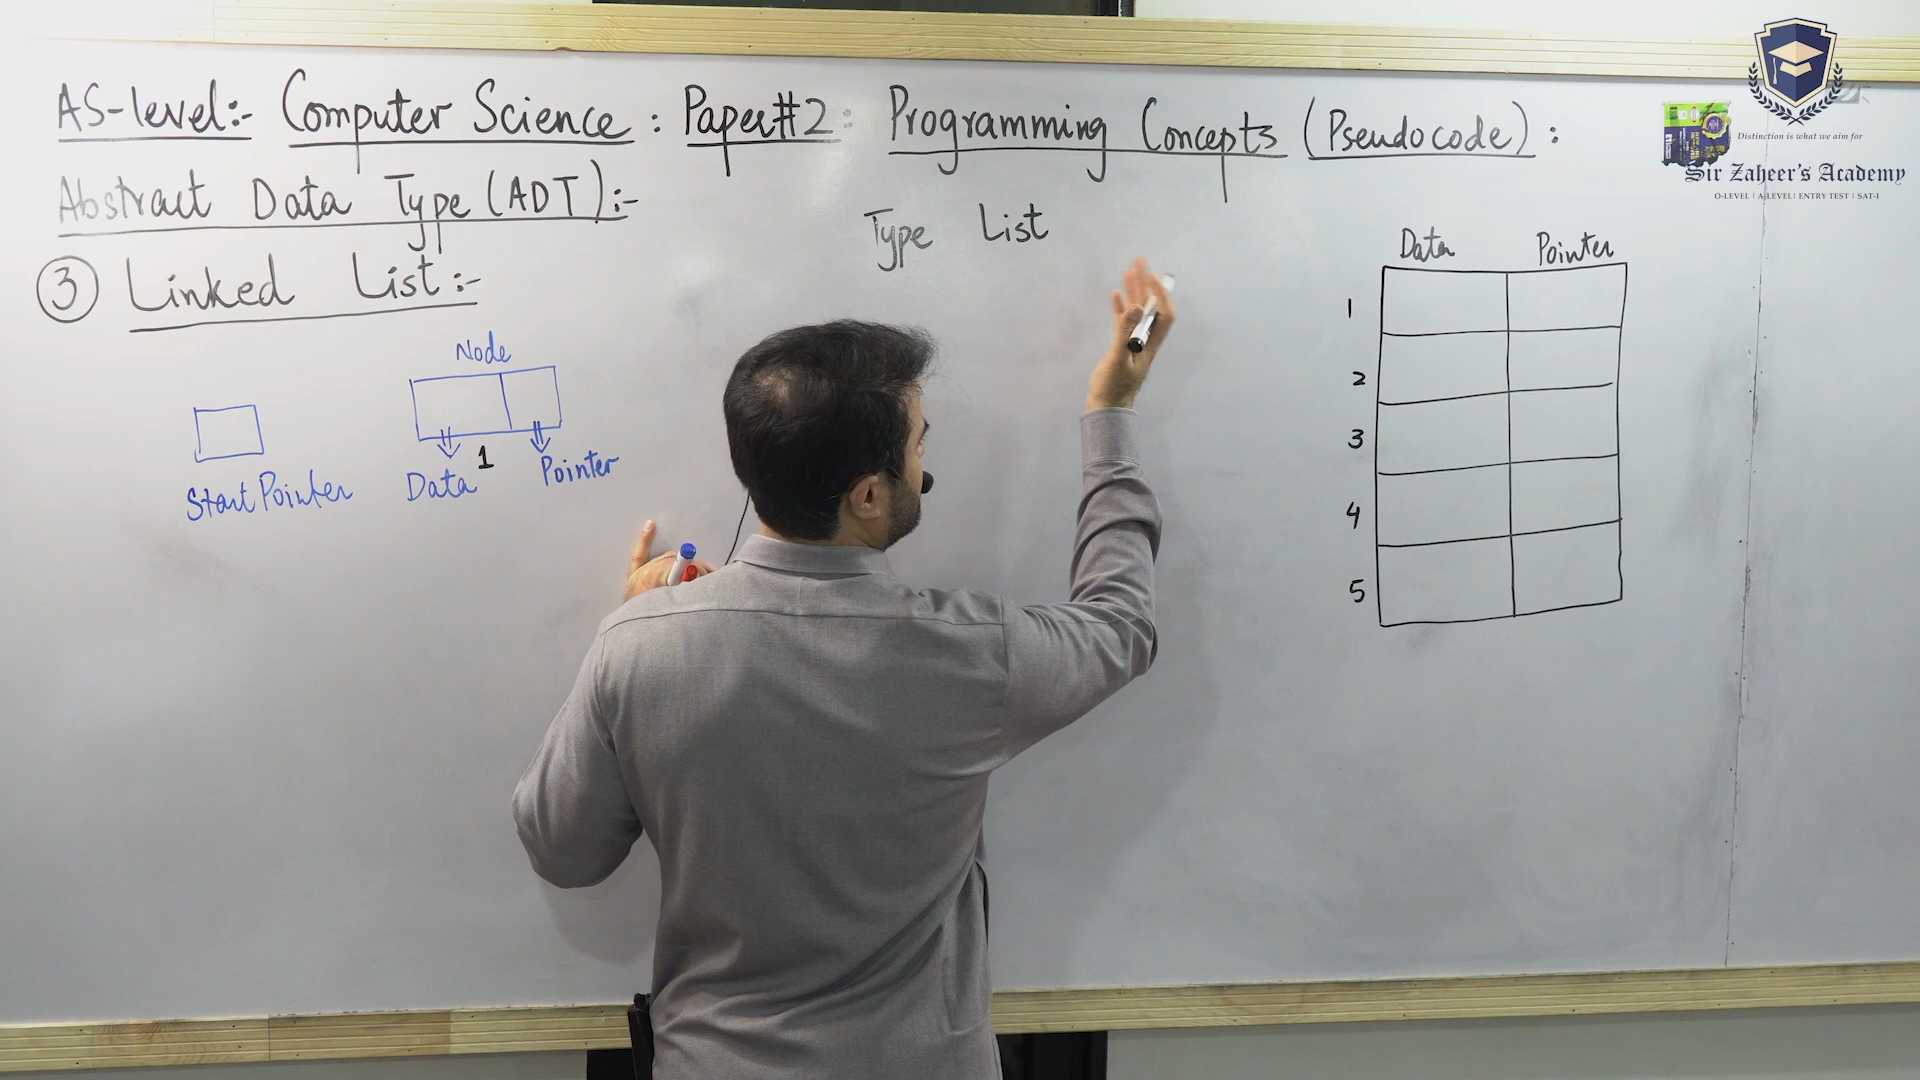 AS-level:- Computer Science : Paper#2 : Programming Concepts (Pseudocode) :
Abstract Data Type (ADT):-
③ Linked List:-
Node
Data 1 Pointer
StartPointer
Type List
Data Pointer
1
2
3
4
5
Distinction is what we aim for
Sir Zaheer's Academy
O-LEVEL | A-LEVEL | ENTRY TEST | SAT-I